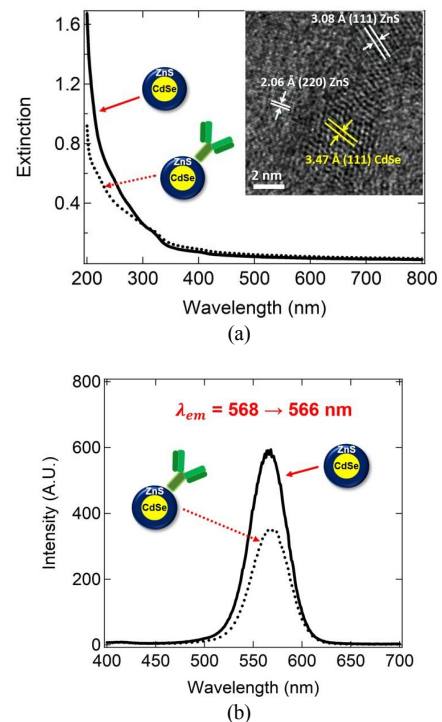 1.6
1.2
0.8
0.4
Extinction
ZnS
CdSe
ZnS
CdSe
3.08 Å (111) ZnS
2.06 Å (220) ZnS
3.47 Å (111) CdSe
2 nm
200 300 400 500 600 700 800
Wavelength (nm)
(a)
800
600
400
200
0
Intensity (A.U.)
λem = 568 → 566 nm
ZnS
CdSe
ZnS
CdSe
400 450 500 550 600 650 700
Wavelength (nm)
(b)